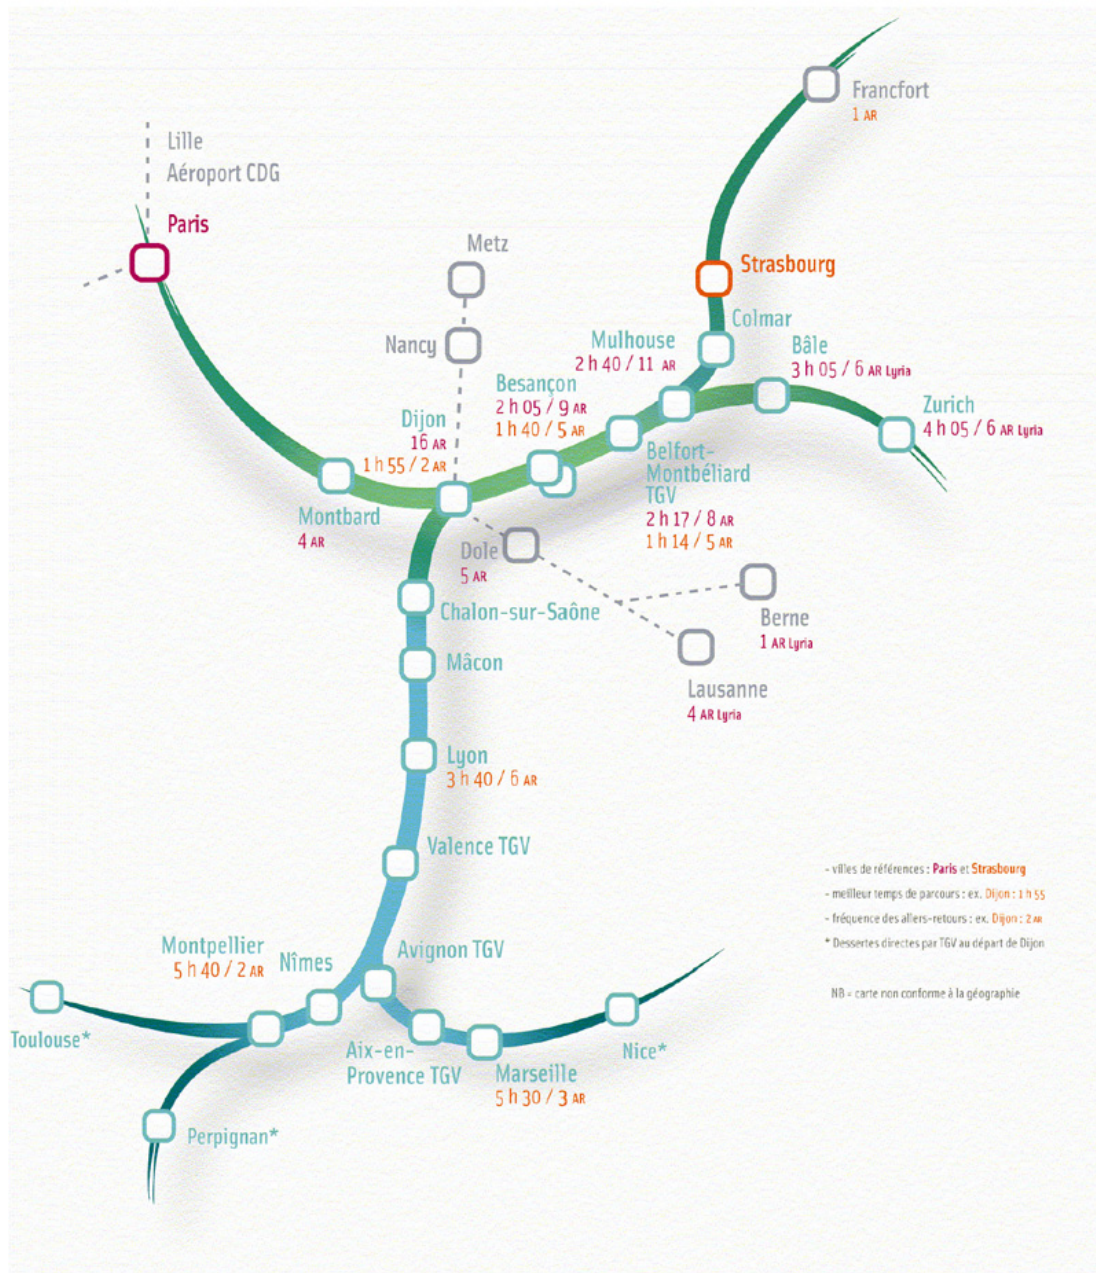 Francfort
1 AR
Lille
Aéroport CDG
Paris
Metz
Strasbourg
Nancy
Colmar
Mulhouse
2 h 40 / 11 AR
Bâle
3 h 05 / 6 AR Lyria
Besançon
2 h 05 / 9 AR
1 h 40 / 5 AR
Zurich
4 h 05 / 6 AR Lyria
Dijon
16 AR
1 h 55 / 2 AR
Belfort-
Montbéliard
TGV
2 h 17 / 8 AR
1 h 14 / 5 AR
Montbard
4 AR
Dole
5 AR
Chalon-sur-Saône
Berne
1 AR Lyria
Mâcon
Lausanne
4 AR Lyria
Lyon
3 h 40 / 6 AR
Valence TGV
- villes de références : Paris et Strasbourg
- meilleur temps de parcours : ex. Dijon : 1 h 55
- fréquence des allers-retours : ex. Dijon : 2 AR
* Dessertes directes par TGV au départ de Dijon
NB = carte non conforme à la géographie
Montpellier
5 h 40 / 2 AR
Nîmes
Avignon TGV
Toulouse*
Aix-en-
Provence TGV
Marseille
5 h 30 / 3 AR
Nice*
Perpignan*